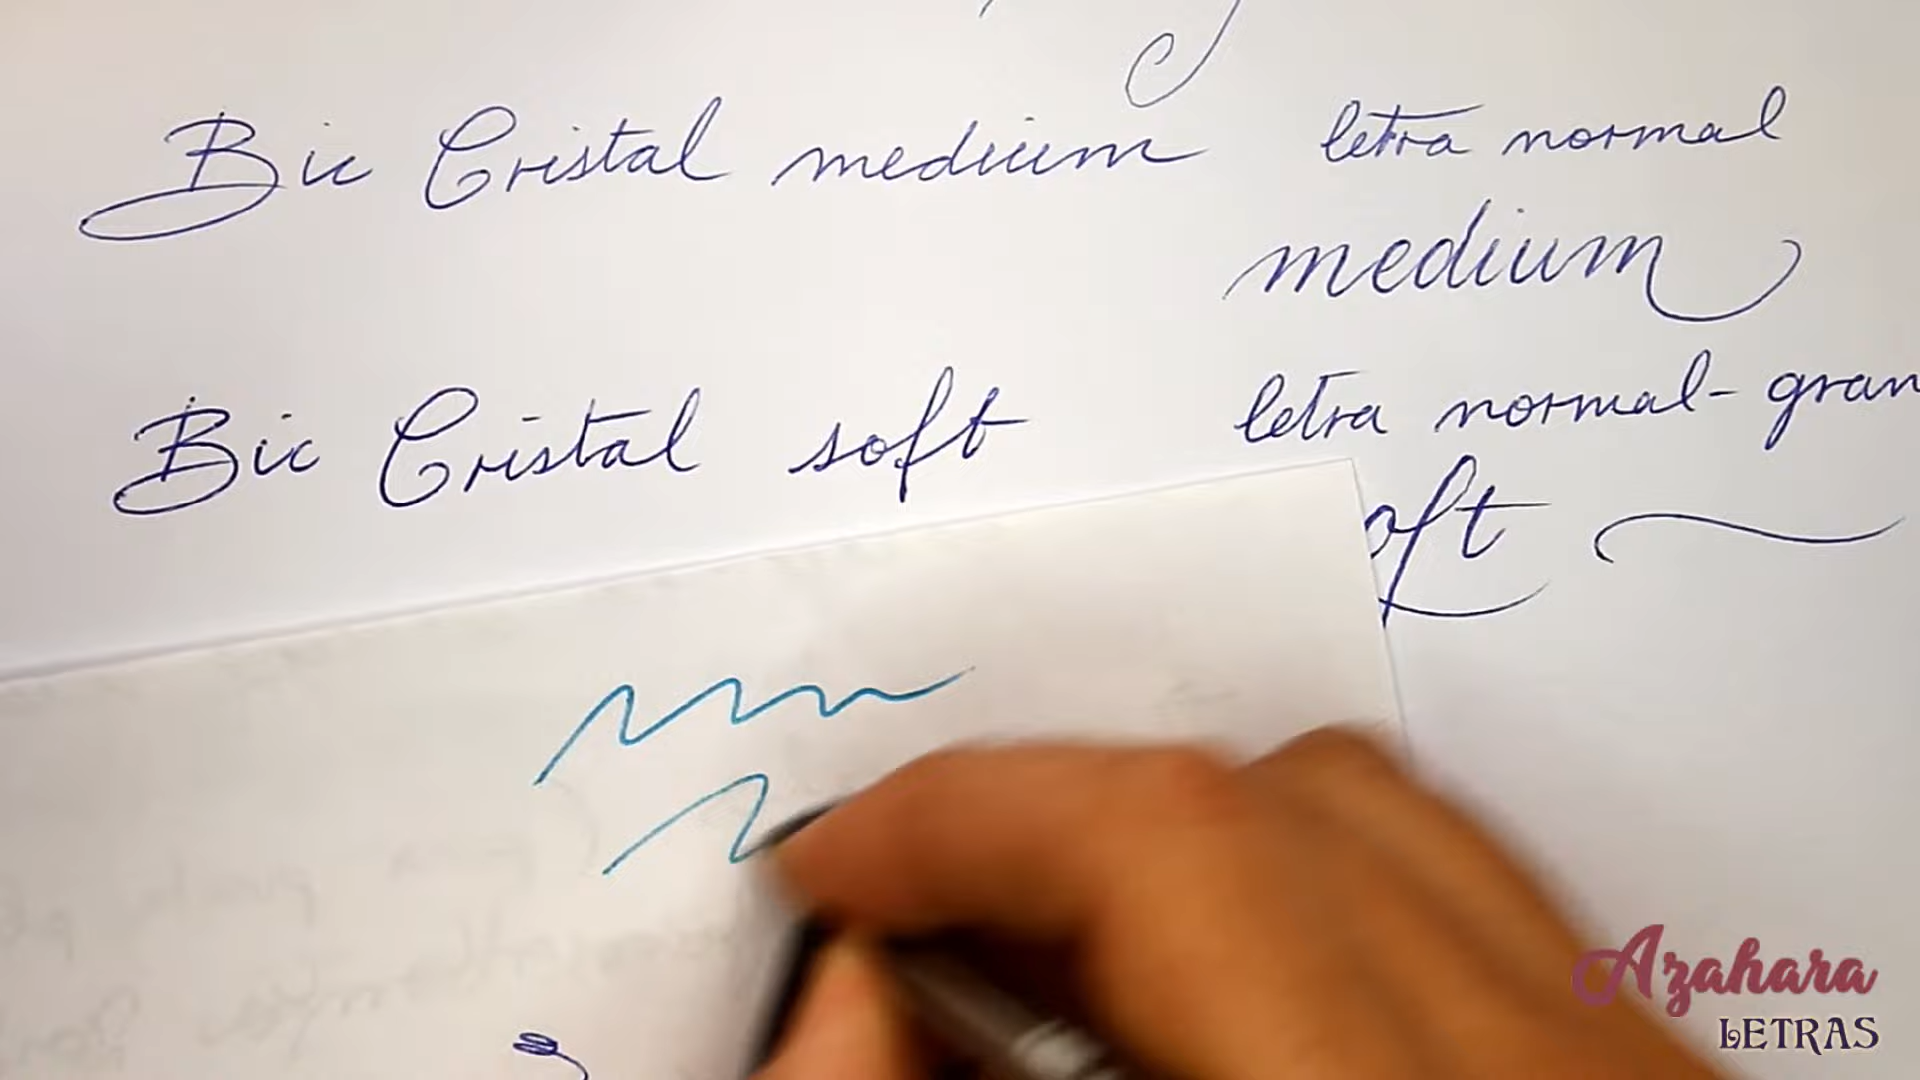 Bic Cristal medium letra normal
medium
Bic Cristal soft letra normal-gran
oft
Azahara
LETRAS